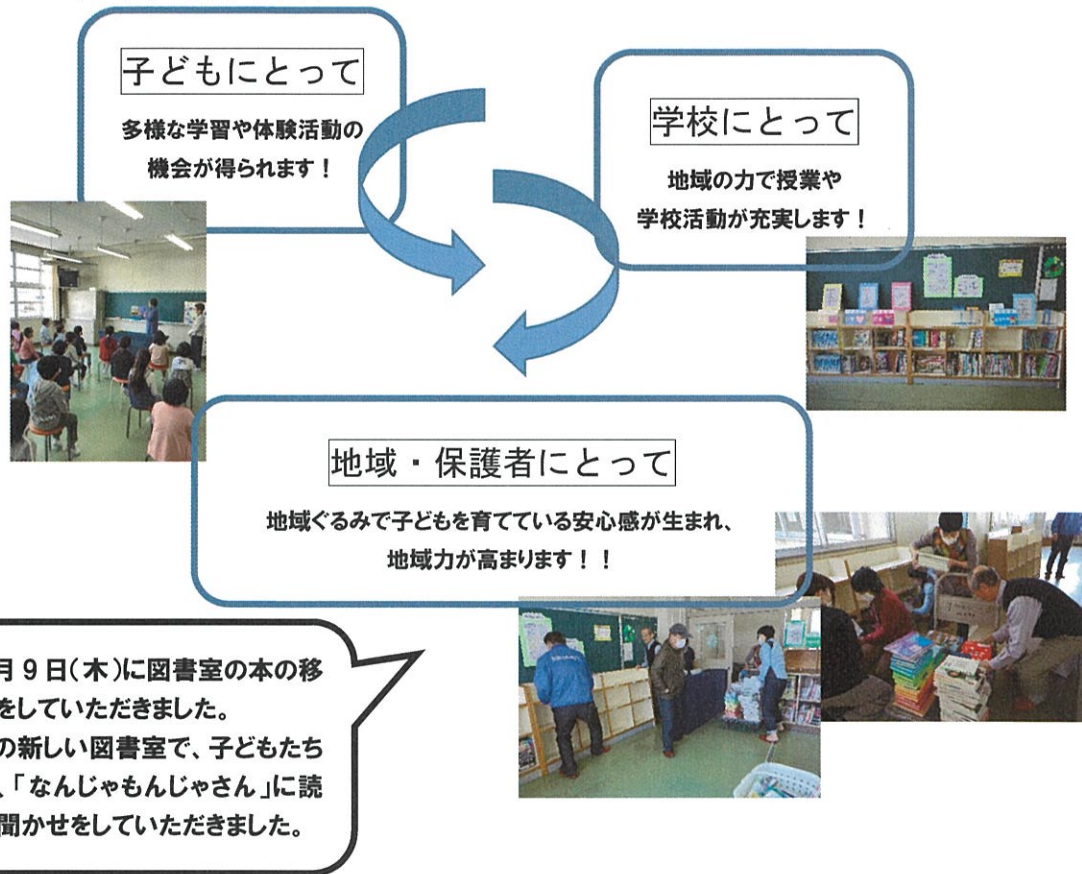 子どもにとって
多様な学習や体験活動の
機会が得られます！
学校にとって
地域の力で授業や
学校活動が充実します！
地域・保護者にとって
地域ぐるみで子どもを育てている安心感が生まれ、
地域力が高まります！！
月９日(木)に図書室の本の移
をしていただきました。
の新しい図書室で、子どもたち
、「なんじゃもんじゃさん」に読
聞かせをしていただきました。